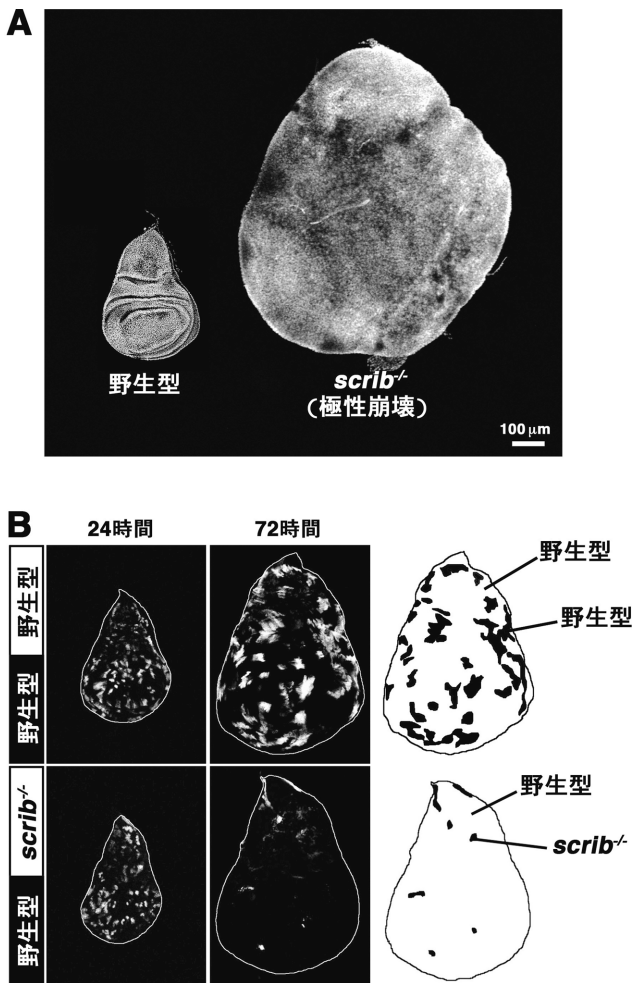 A
野生型
scrib-/-
(極性崩壊)
100 μm
B
24時間
72時間
野生型
野生型
野生型
野生型
scrib-/-
野生型
野生型
scrib-/-